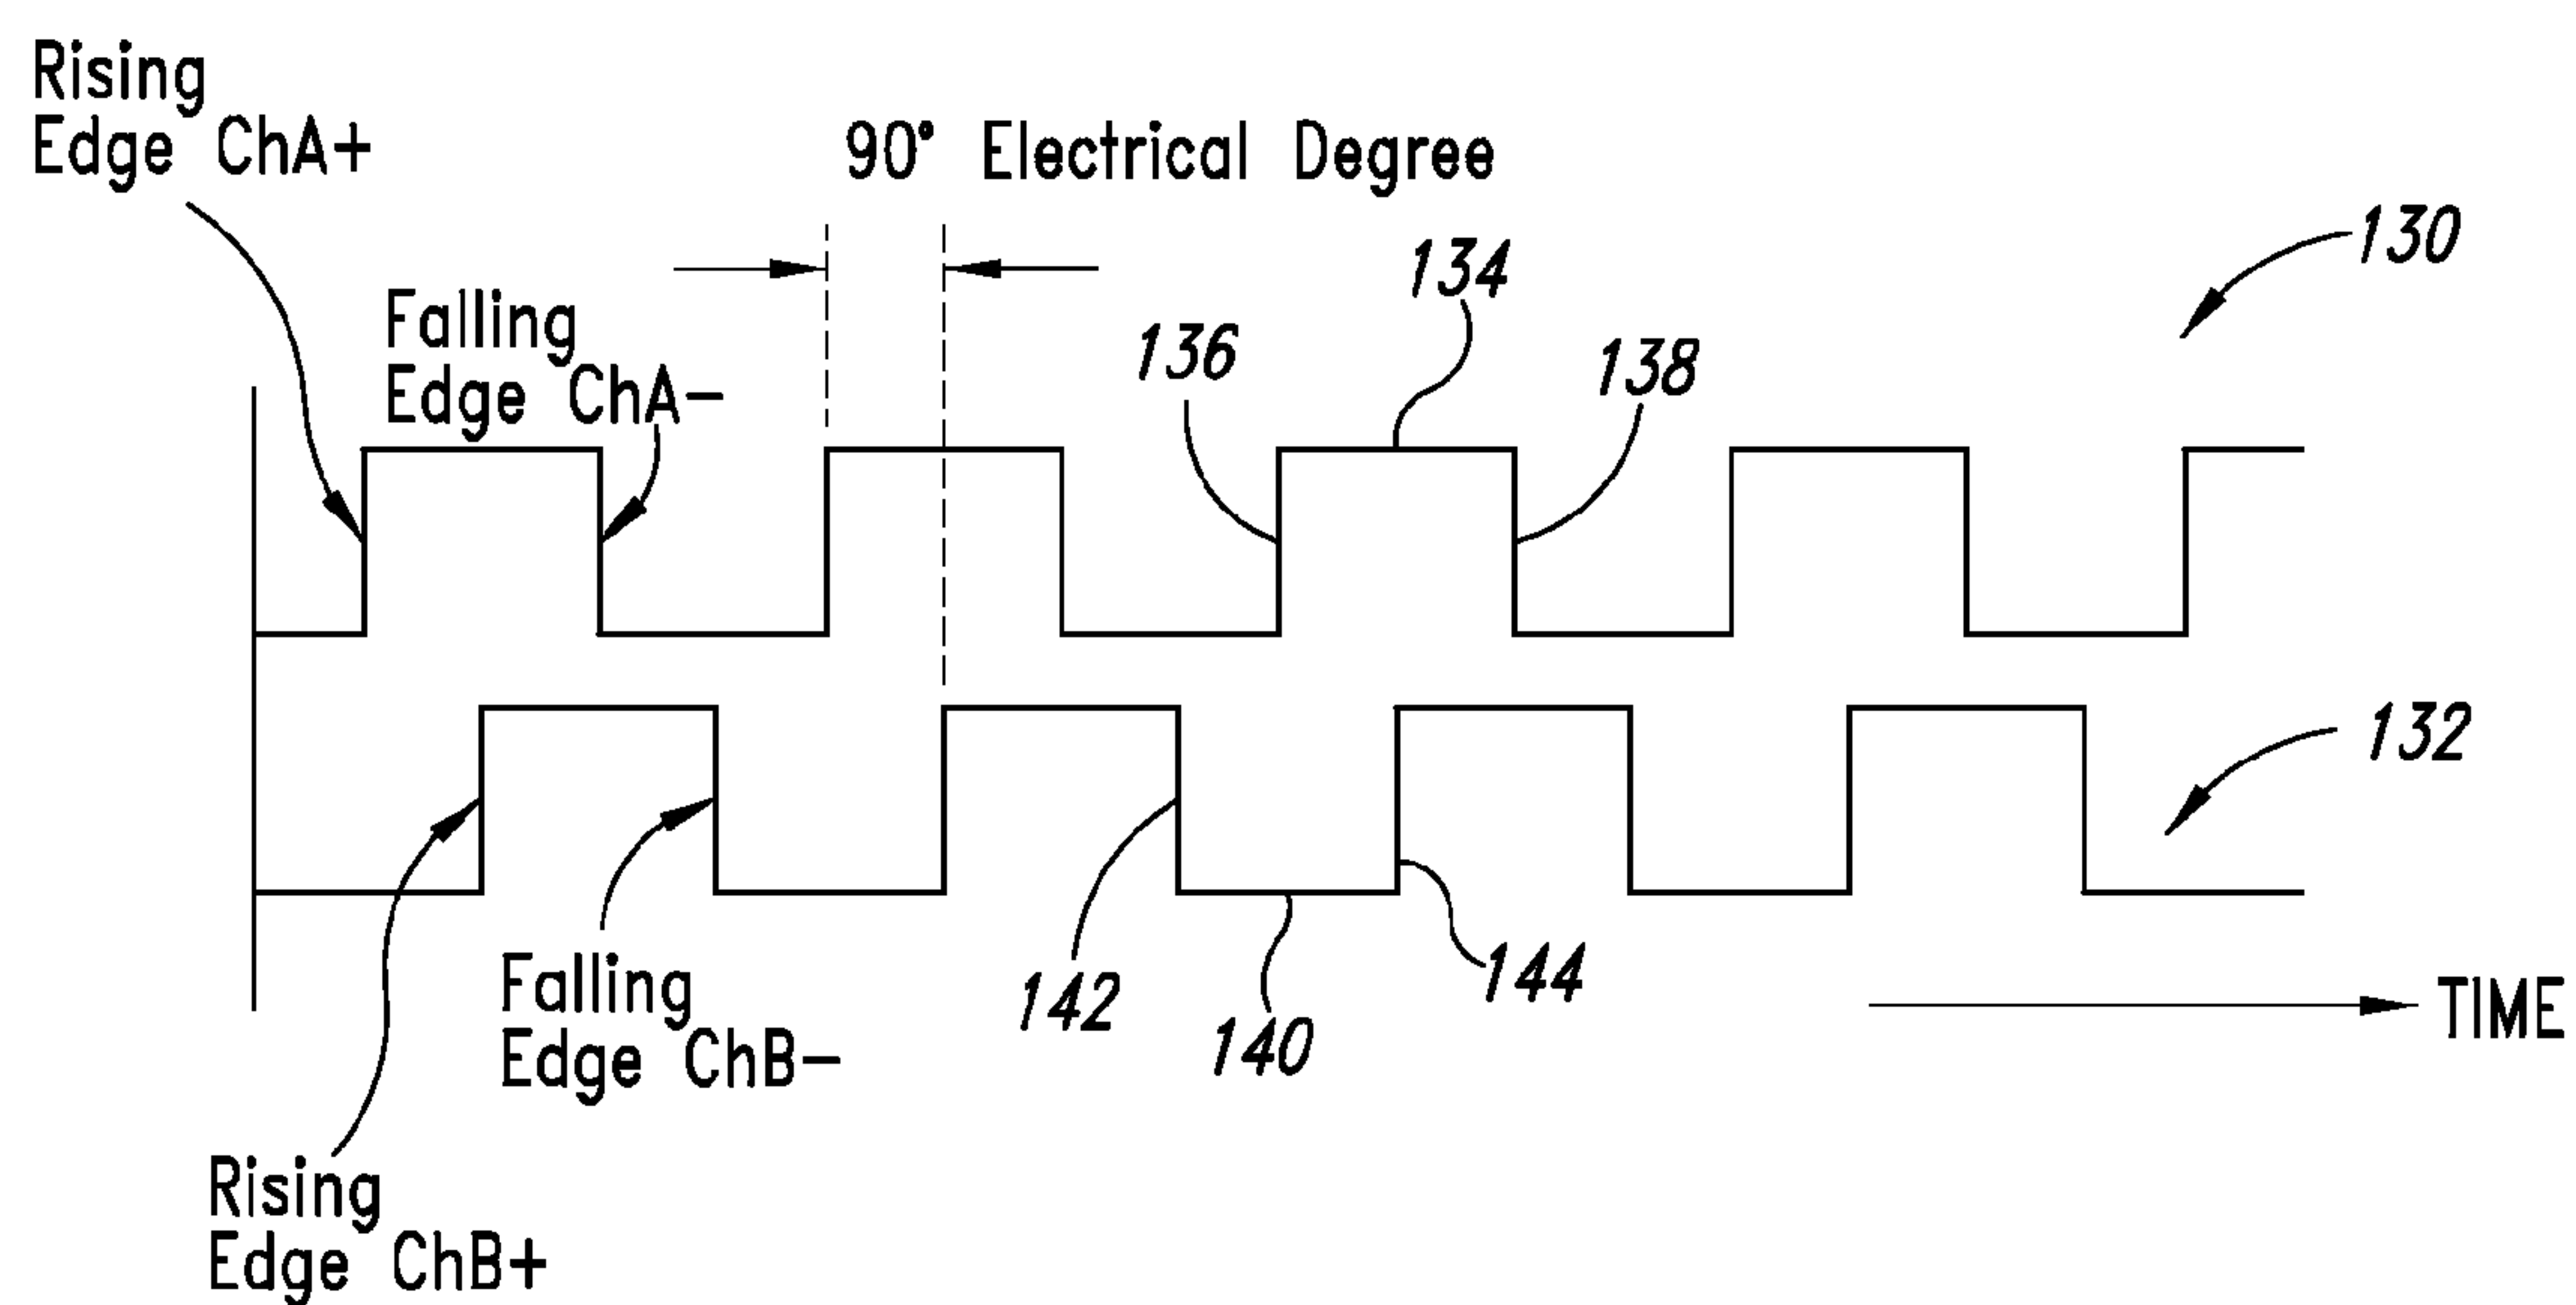 Rising
Edge ChA+
90° Electrical Degree
Falling
Edge ChA-
134
130
136
138
132
Falling
Edge ChB-
142
140
144
TIME
Rising
Edge ChB+